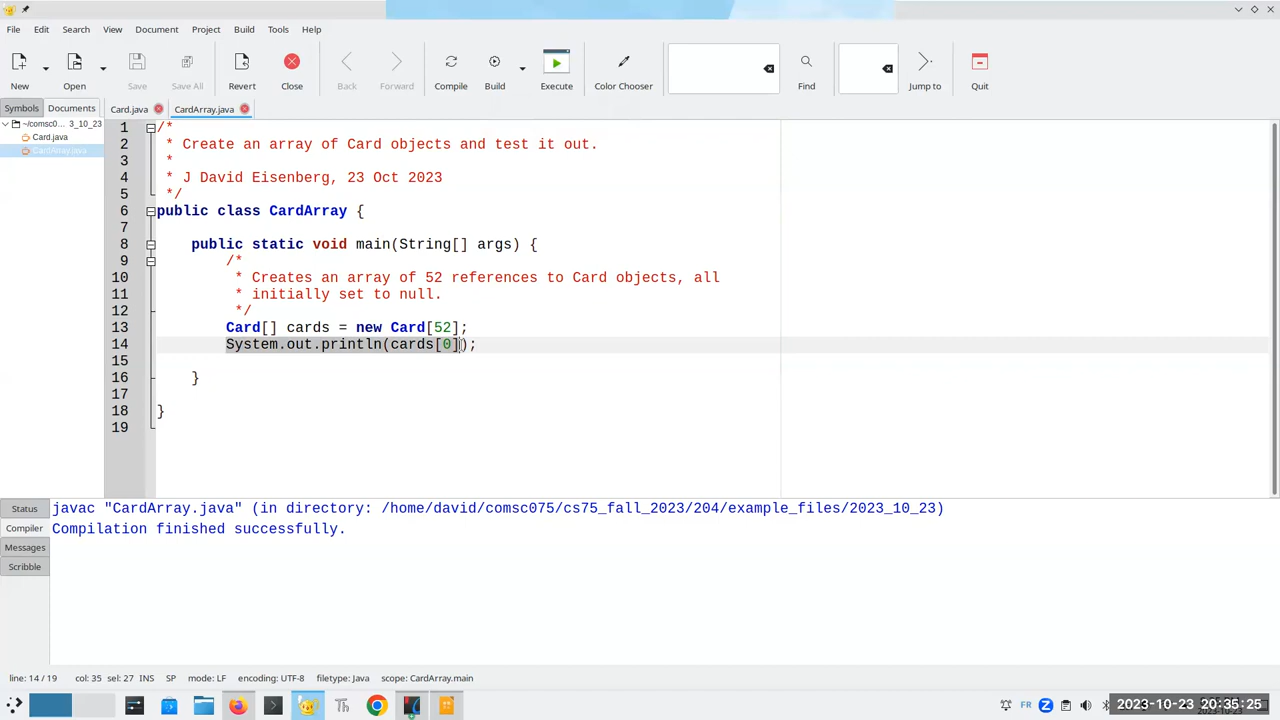 File Edit Search View Document Project Build Tools Help
New Open Save Save All Revert Close Back Forward Compile Build Execute Color Chooser Find Jump to Quit
Symbols Documents Card.java CardArray.java
~/comsc0... 3_10_23
Card.java
CardArray.java
1 /*
2 * Create an array of Card objects and test it out.
3 *
4 * J David Eisenberg, 23 Oct 2023
5 */
6 public class CardArray {
7
8 public static void main(String[] args) {
9 /*
10 * Creates an array of 52 references to Card objects, all
11 * initially set to null.
12 */
13 Card[] cards = new Card[52];
14 System.out.println(cards[0]);
15
16 }
17
18 }
19
Status
Compiler
Messages
Scribble
javac "CardArray.java" (in directory: /home/david/comsc075/cs75_fall_2023/204/example_files/2023_10_23)
Compilation finished successfully.
line: 14 / 19 col: 35 sel: 27 INS SP mode: LF encoding: UTF-8 filetype: Java scope: CardArray.main
FR Z 2023-10-23 20:35:25